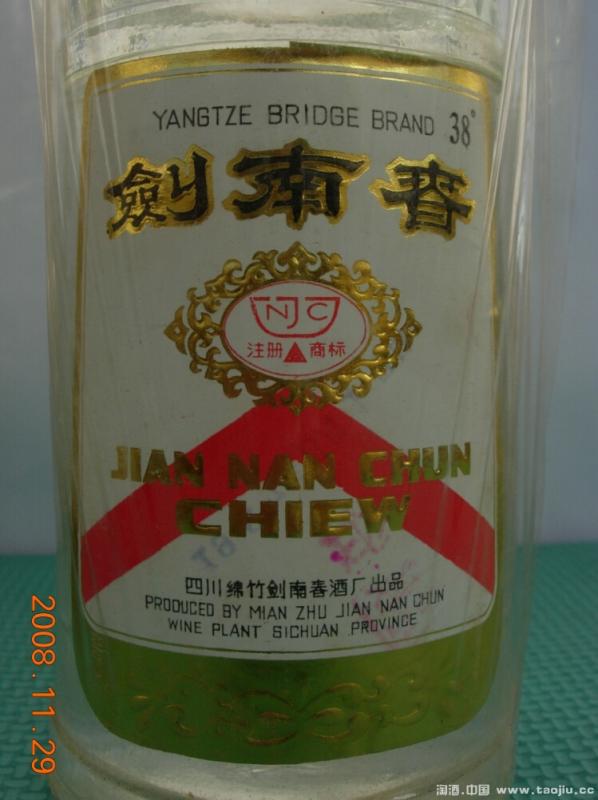 YANGTZE BRIDGE BRAND 38°
劍南春
NJC
注册 商标
JIAN NAN CHUN
CHIEW
四川绵竹剑南春酒厂出品
PRODUCED BY MIAN ZHU JIAN NAN CHUN
WINE PLANT SICHUAN PROVINCE
2008.11.29
淘酒.中国 www.taojiu.cc